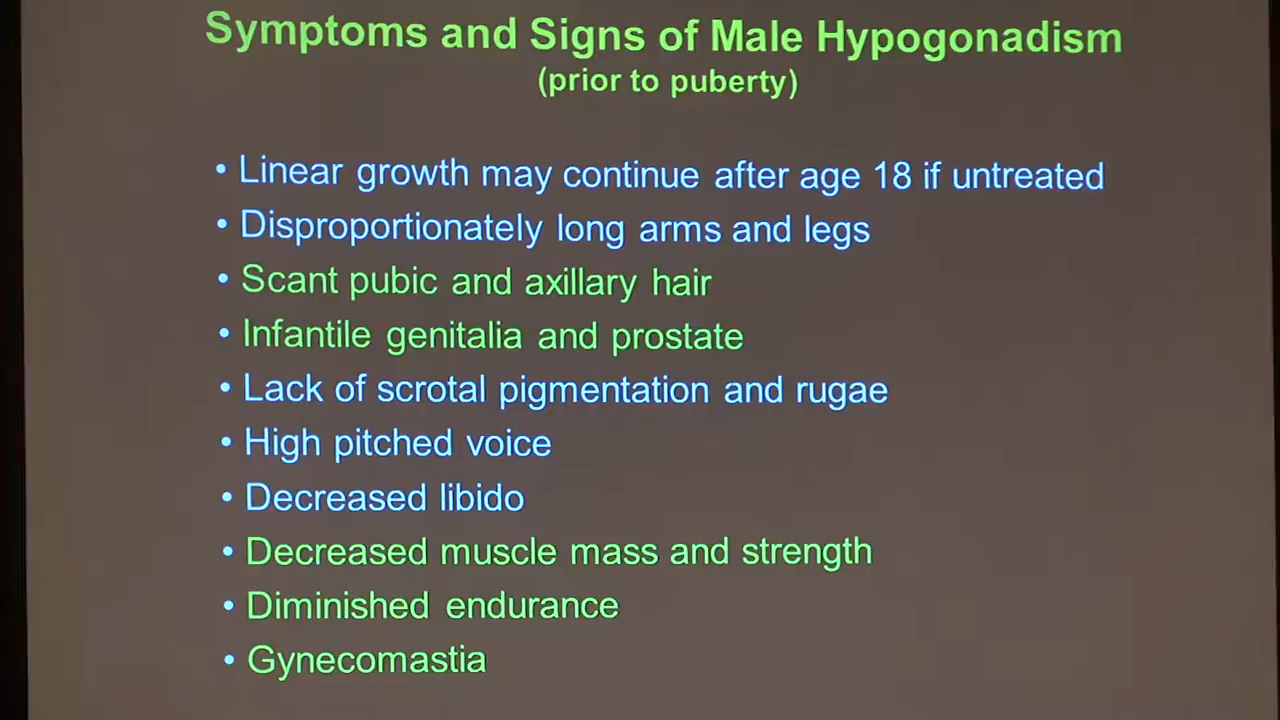 Symptoms and Signs of Male Hypogonadism
(prior to puberty)
• Linear growth may continue after age 18 if untreated
• Disproportionately long arms and legs
• Scant pubic and axillary hair
• Infantile genitalia and prostate
• Lack of scrotal pigmentation and rugae
• High pitched voice
• Decreased libido
• Decreased muscle mass and strength
• Diminished endurance
• Gynecomastia